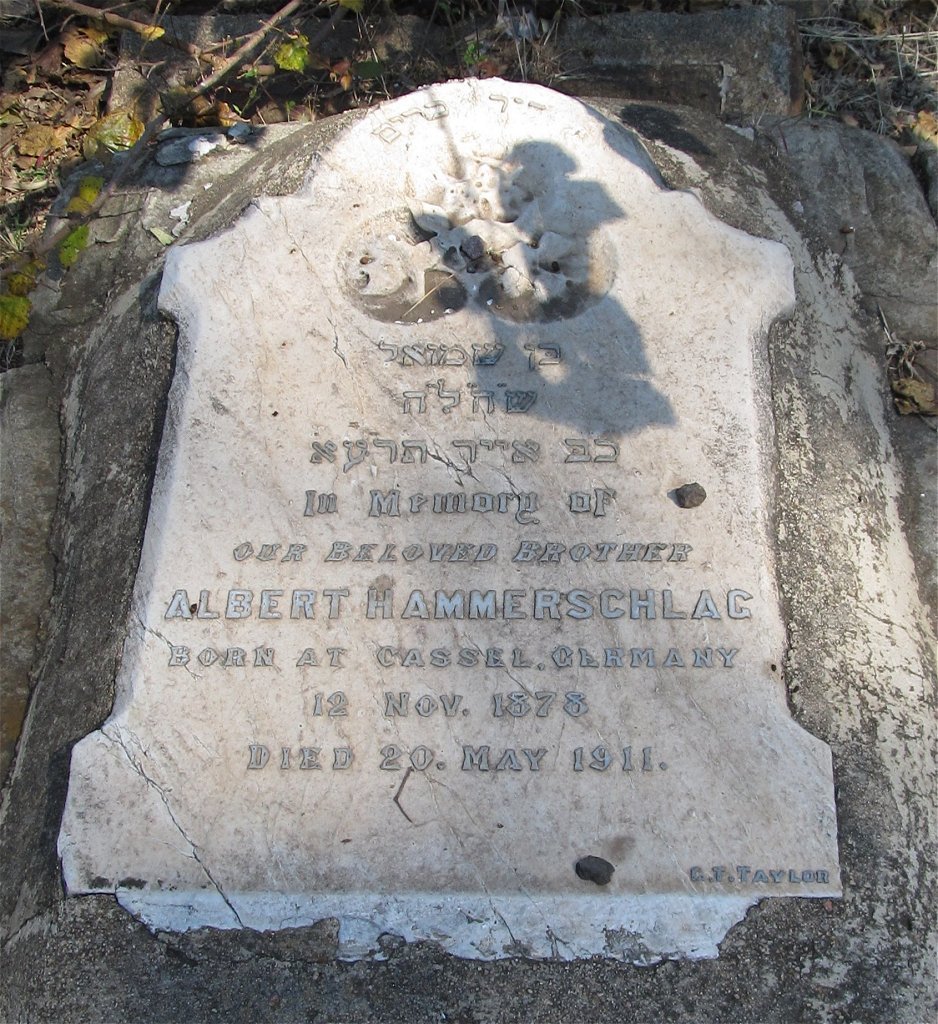 בן שמואל
ש״ה״ל״ה
כב אייר תרעא
In Memory of
OUR BELOVED BROTHER
ALBERT HAMMERSCHLAG
BORN AT CASSEL, GERMANY
12 NOV. 1878
DIED 20. MAY 1911.
C.T. TAYLOR